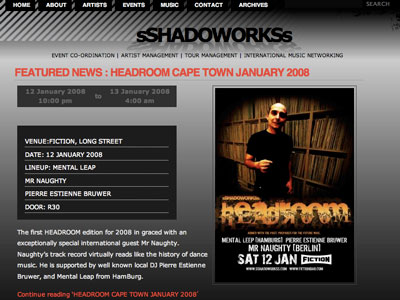 HOME ABOUT ARTISTS EVENTS MUSIC CONTACT ARCHIVES SEARCH
sSHADOWORKSs
EVENT CO-ORDINATION | ARTIST MANAGEMENT | TOUR MANAGEMENT | INTERNATIONAL MUSIC NETWORKING
FEATURED NEWS : HEADROOM CAPE TOWN JANUARY 2008
12 January 2008 to 13 January 2008
10:00 pm 4:00 am
VENUE:FICTION, LONG STREET
DATE: 12 JANUARY 2008
LINEUP: MENTAL LEAP
MR NAUGHTY
PIERRE ESTIENNE BRUWER
DOOR: R30
The first HEADROOM edition for 2008 in graced with an
exceptionally special international guest Mr Naughty.
Naughty's track record virtually reads like the history of dance
music. He is supported by well known local DJ Pierre Estienne
Bruwer, and Mental Leap from HamBurg.
Continue reading 'HEADROOM CAPE TOWN JANUARY 2008'
sSHADOWORKSs
headroom
MENTAL LEAP (HAMBURG) PIERRE ESTIENNE BRUWER
MR NAUGHTY (BERLIN)
SAT 12 JAN FICTION